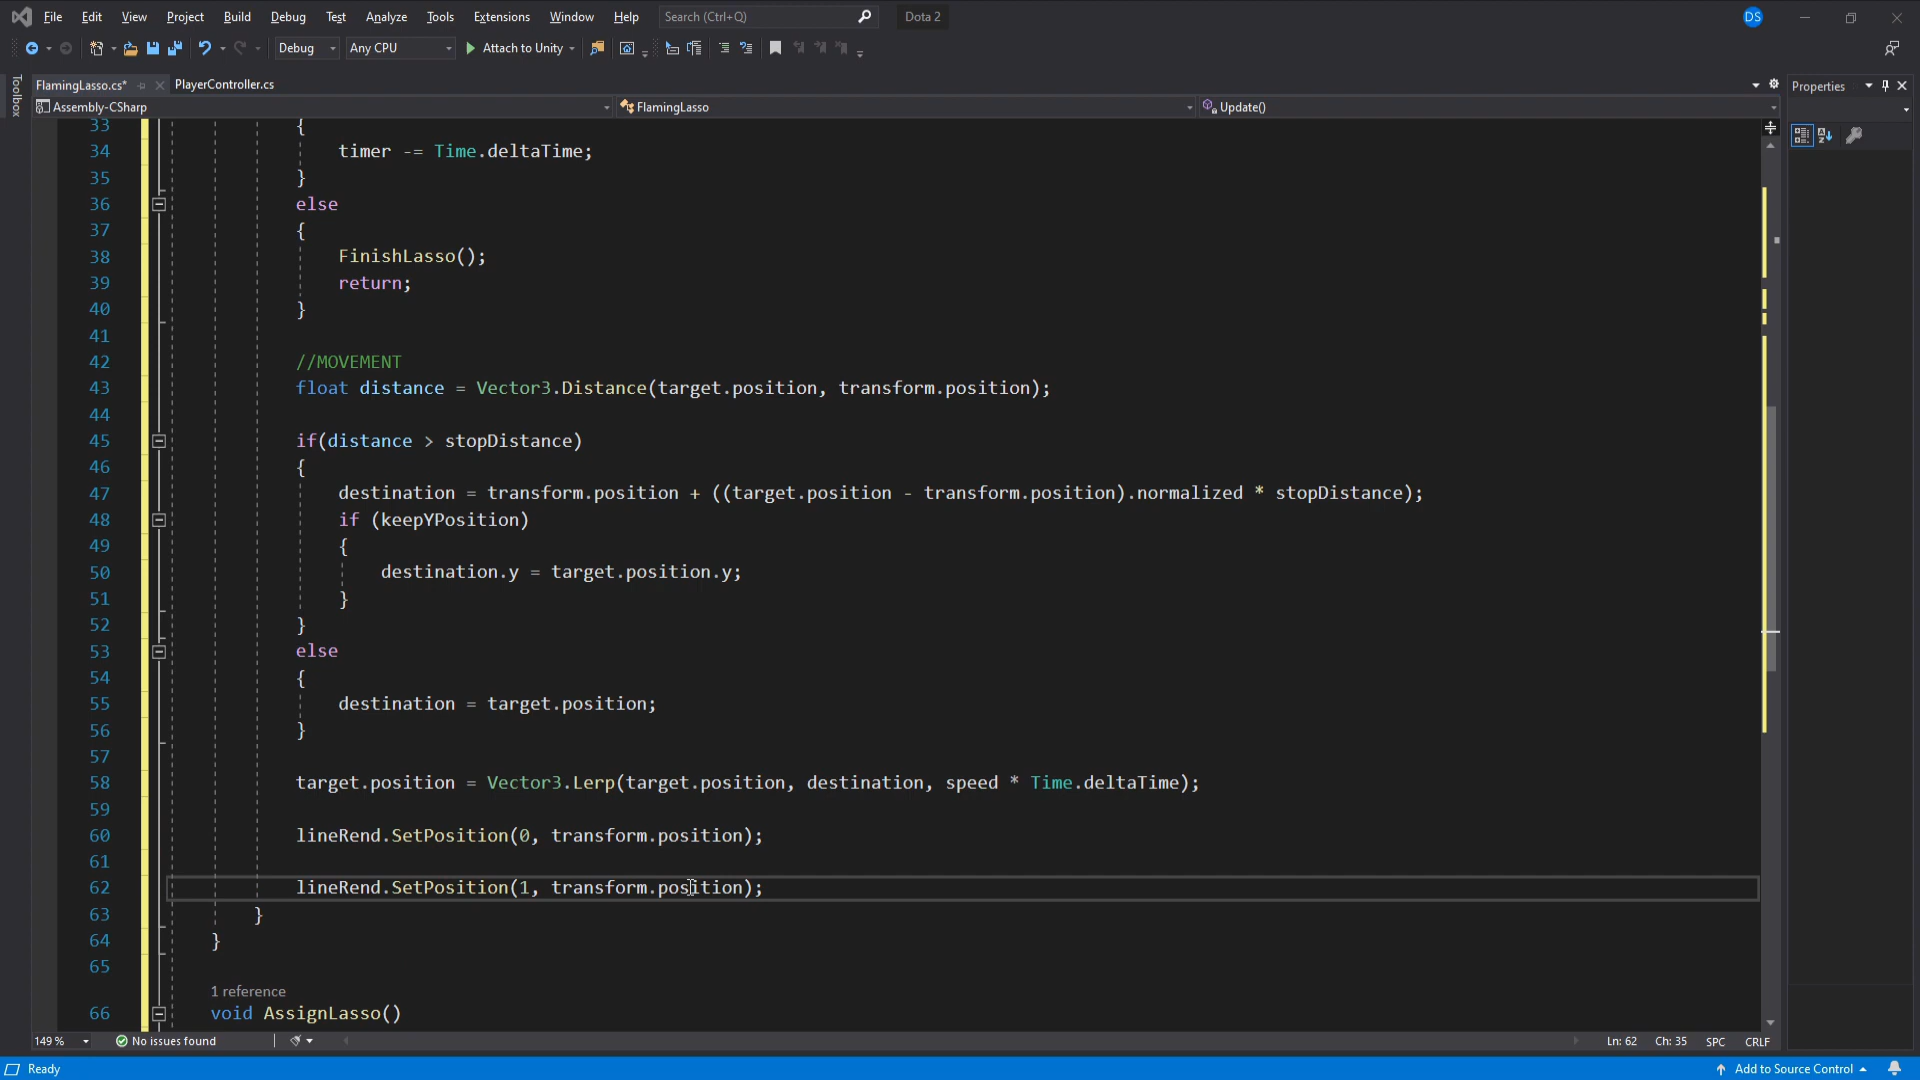 File Edit View Project Build Debug Test Analyze Tools Extensions Window Help Search (Ctrl+Q) Dota 2 DS
Debug Any CPU Attach to Unity
FlamingLasso.cs* PlayerController.cs Properties
Toolbox
Assembly-CSharp FlamingLasso Update()
33 {
34 timer -= Time.deltaTime;
35 }
36 else
37 {
38 FinishLasso();
39 return;
40 }
41
42 //MOVEMENT
43 float distance = Vector3.Distance(target.position, transform.position);
44
45 if(distance > stopDistance)
46 {
47 destination = transform.position + ((target.position - transform.position).normalized * stopDistance);
48 if (keepYPosition)
49 {
50 destination.y = target.position.y;
51 }
52 }
53 else
54 {
55 destination = target.position;
56 }
57
58 target.position = Vector3.Lerp(target.position, destination, speed * Time.deltaTime);
59
60 lineRend.SetPosition(0, transform.position);
61
62 lineRend.SetPosition(1, transform.position);
63 }
64 }
65
1 reference
66 void AssignLasso()
149 % No issues found Ln: 62 Ch: 35 SPC CRLF
Ready Add to Source Control